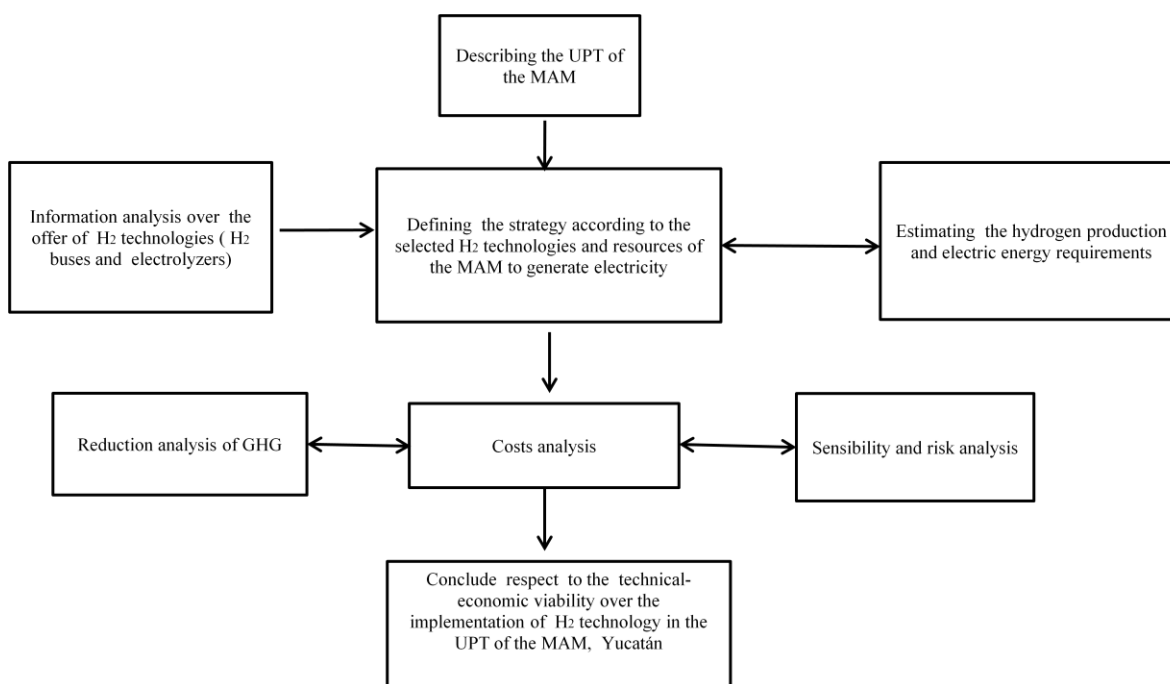 Describing the UPT of
the MAM
Information analysis over the
offer of H2 technologies ( H2
buses and electrolyzers)
Defining the strategy according to the
selected H2 technologies and resources of
the MAM to generate electricity
Estimating the hydrogen production
and electric energy requirements
Reduction analysis of GHG
Costs analysis
Sensibility and risk analysis
Conclude respect to the technical-
economic viability over the
implementation of H2 technology in the
UPT of the MAM, Yucatán